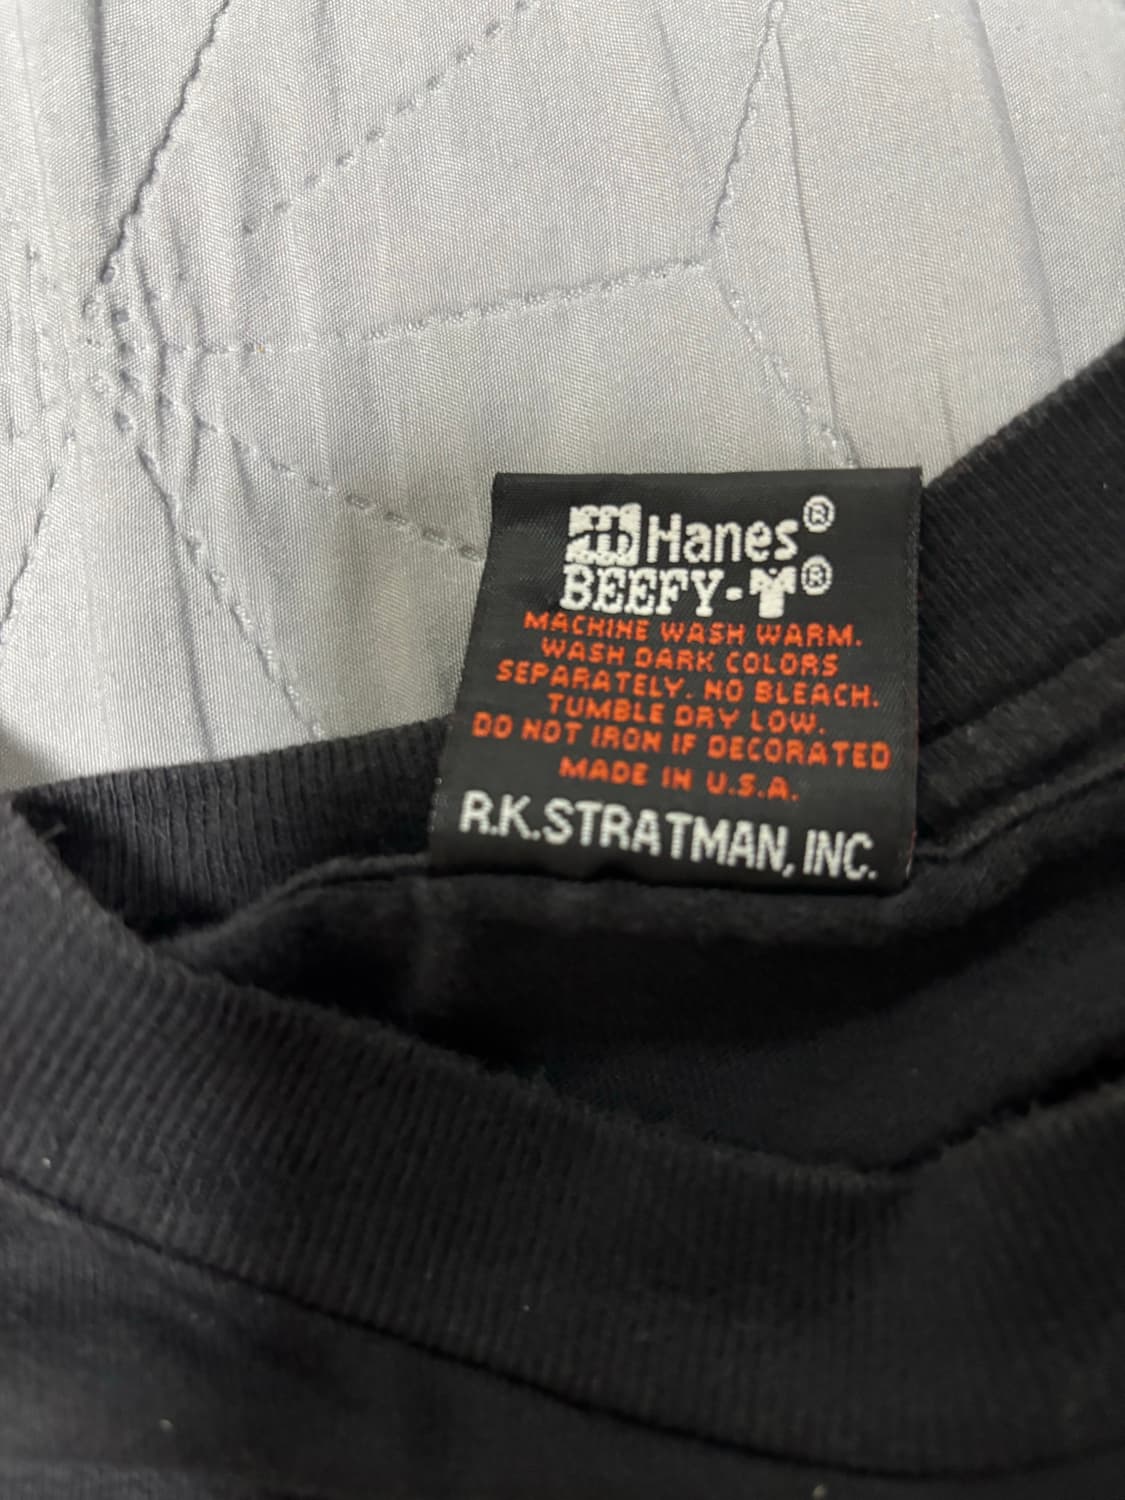 Hanes®
BEEFY-T®
MACHINE WASH WARM.
WASH DARK COLORS
SEPARATELY. NO BLEACH.
TUMBLE DRY LOW.
DO NOT IRON IF DECORATED
MADE IN U.S.A.
R.K.STRATMAN, INC.